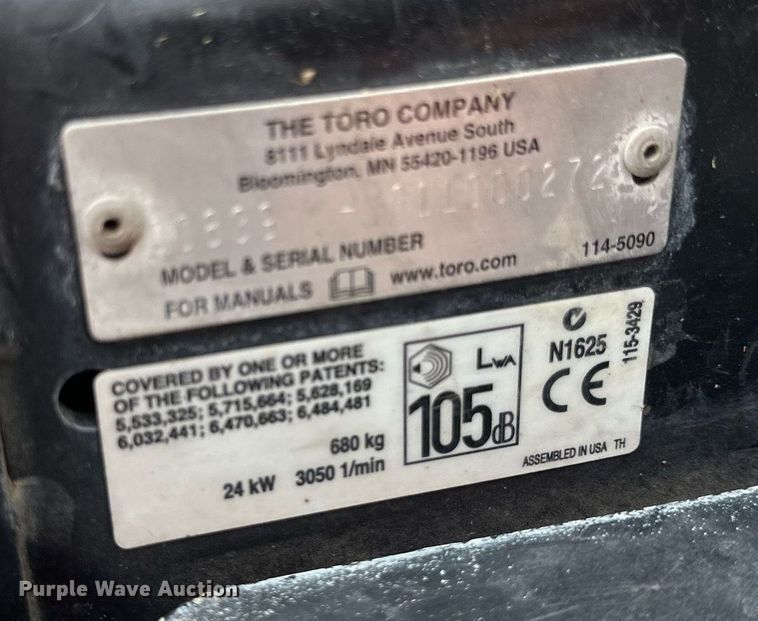 THE TORO COMPANY
8111 Lyndale Avenue South
Bloomington, MN 55420-1196 USA
MODEL & SERIAL NUMBER
114-5090
FOR MANUALS www.toro.com
COVERED BY ONE OR MORE
OF THE FOLLOWING PATENTS:
5,533,325; 5,715,664; 5,628,169
6,032,441; 6,470,663; 6,484,481
680 kg
24 kW 3050 1/min
LWA
105dB
N1625
CE
115-3429
ASSEMBLED IN USA TH
Purple Wave Auction